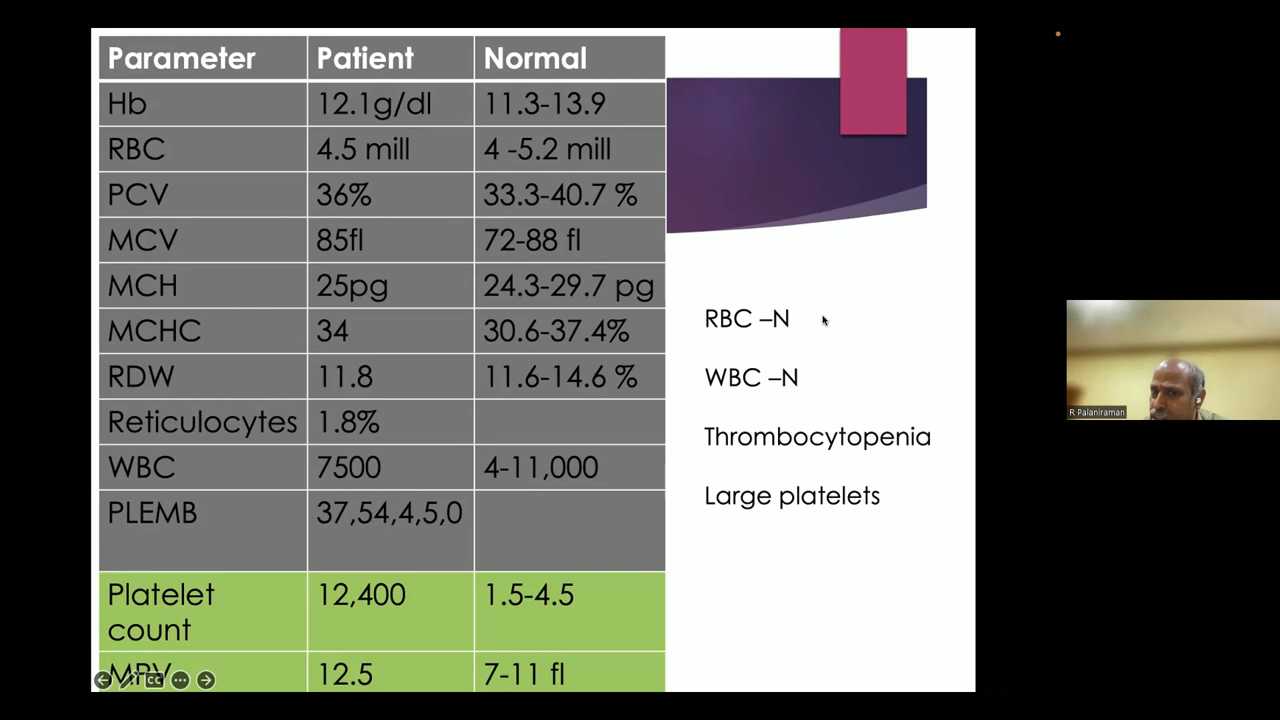 Parameter Patient Normal
Hb 12.1g/dl 11.3-13.9
RBC 4.5 mill 4 -5.2 mill
PCV 36% 33.3-40.7 %
MCV 85fl 72-88 fl
MCH 25pg 24.3-29.7 pg
MCHC 34 30.6-37.4%
RDW 11.8 11.6-14.6 %
Reticulocytes 1.8%
WBC 7500 4-11,000
PLEMB 37,54,4,5,0
Platelet count 12,400 1.5-4.5
MPV 12.5 7-11 fl
RBC –N
WBC –N
Thrombocytopenia
Large platelets
CC
R Palaniraman